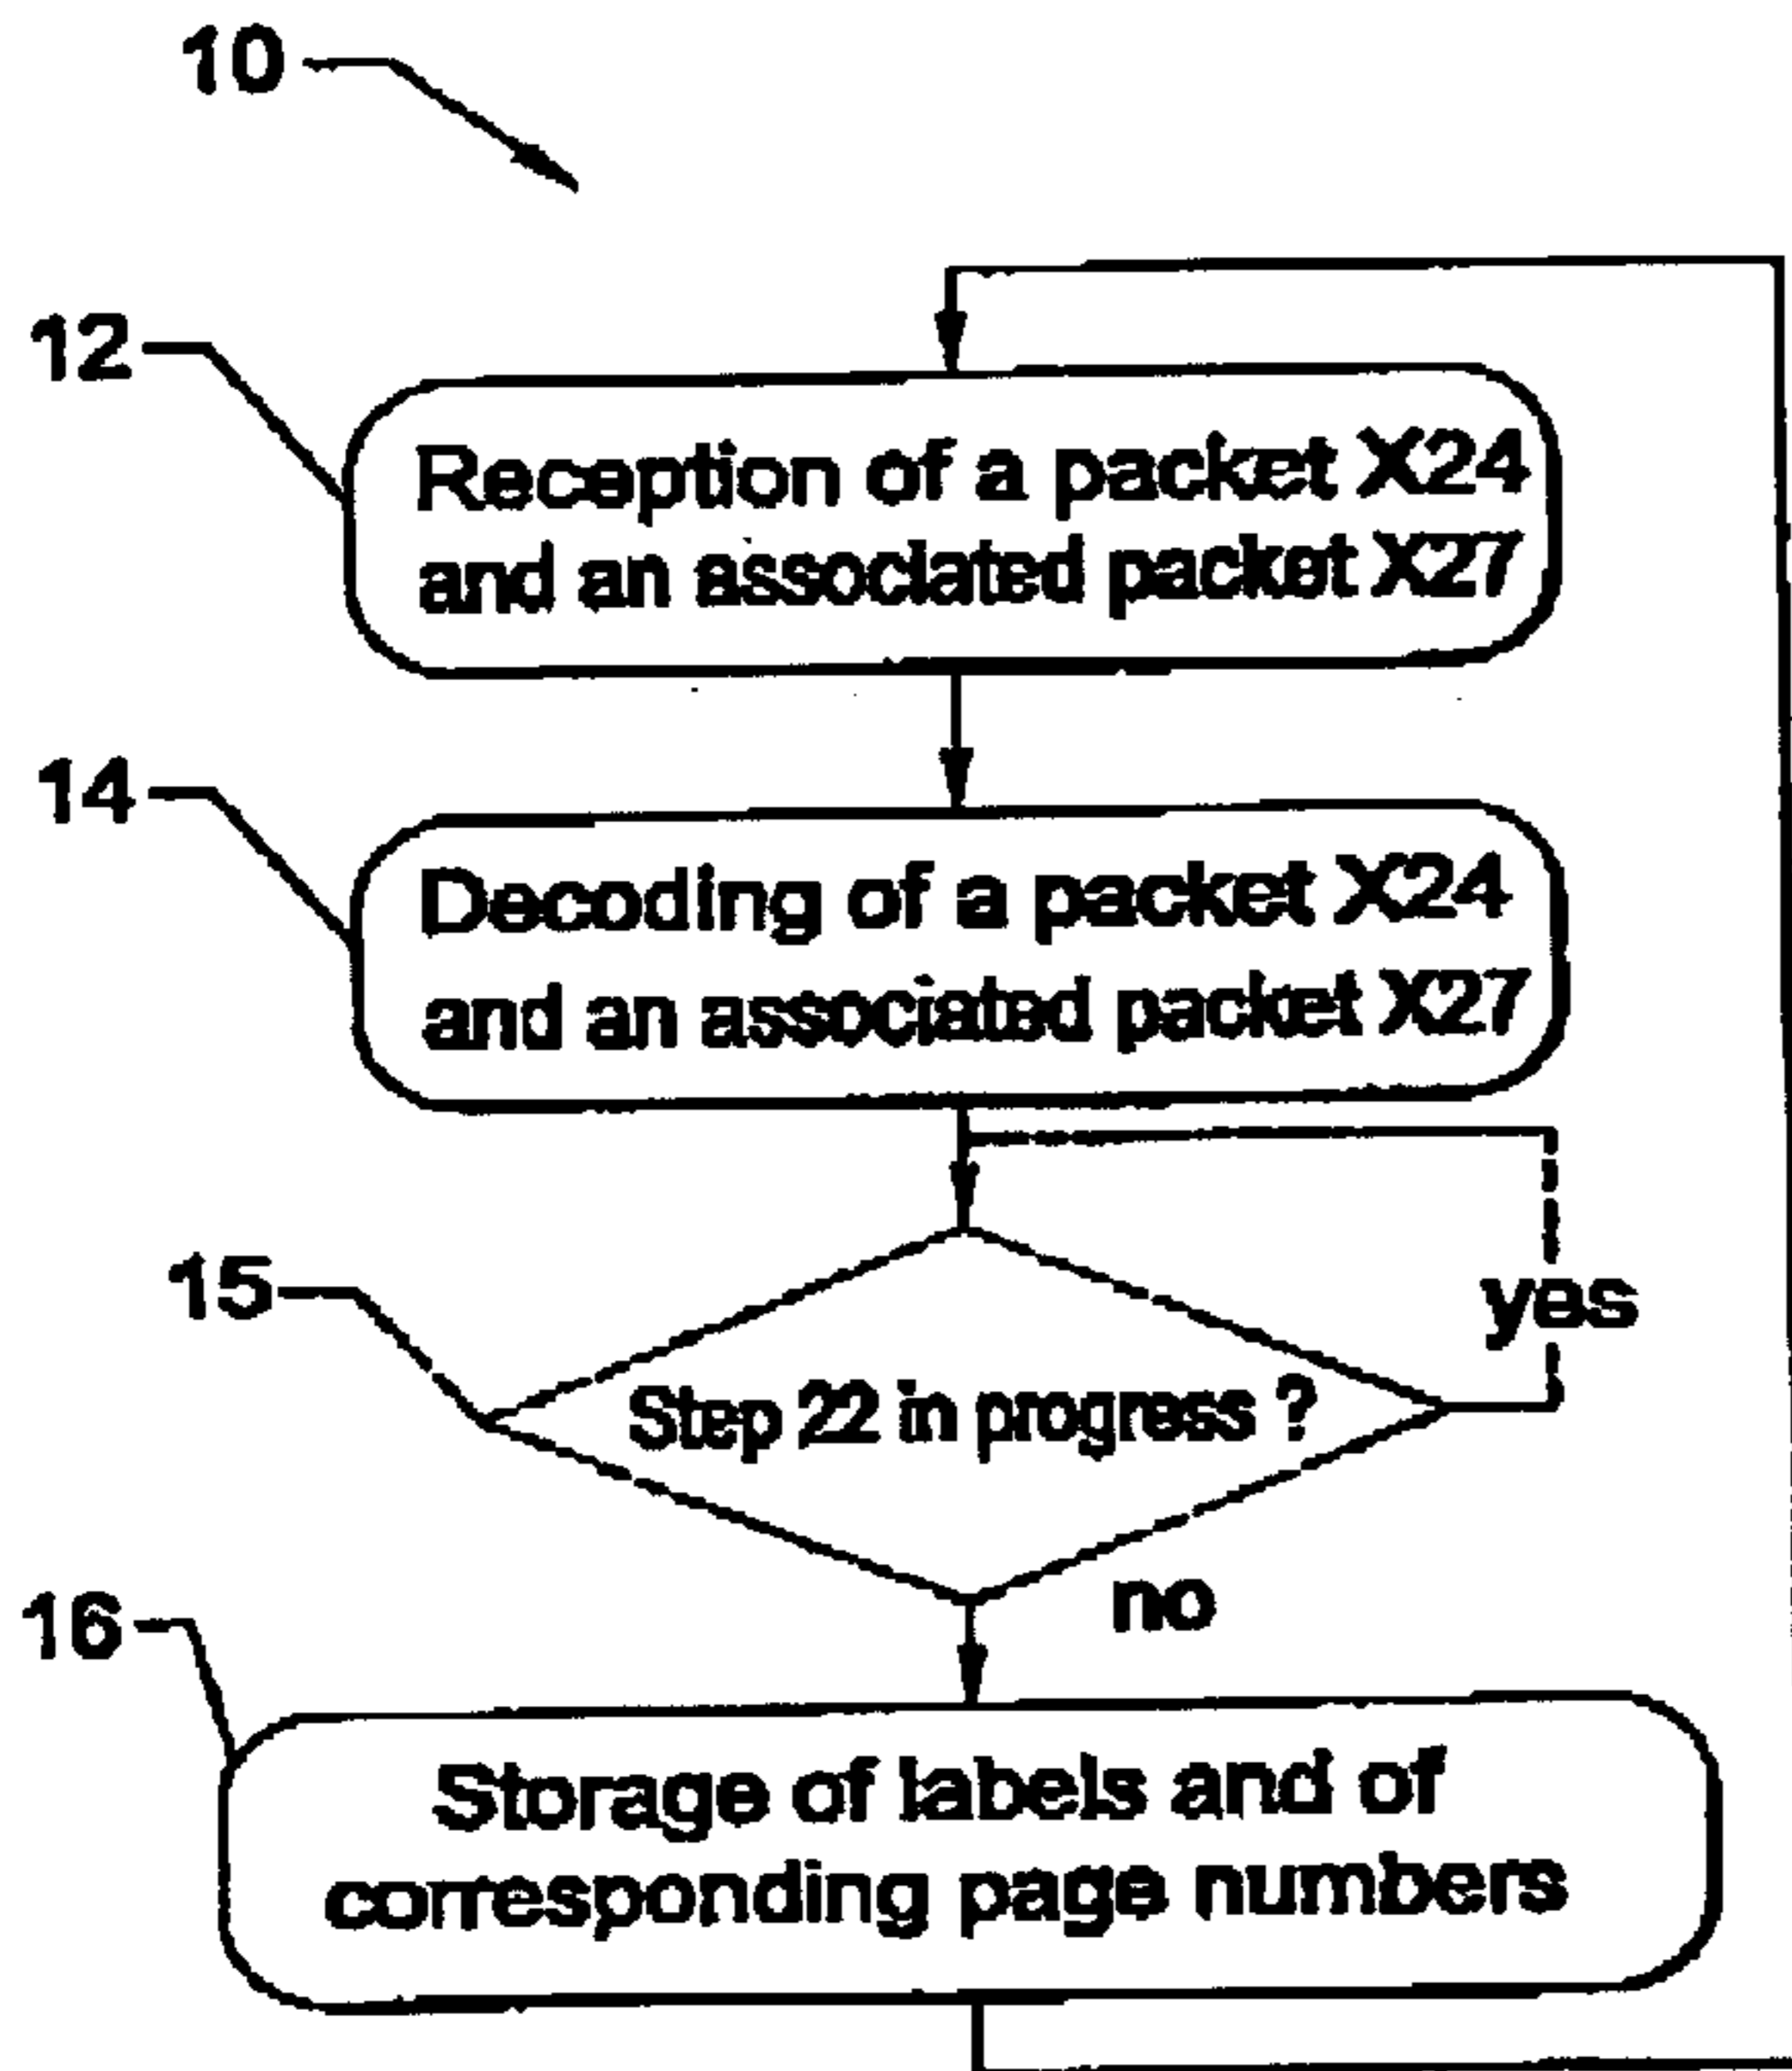 10
12
Reception of a packet X24
and an associated packet X27
14
Decoding of a packet X24
and an associated packet X27
15
yes
Step 22 in progress ?
no
16
Storage of labels and of
corresponding page numbers